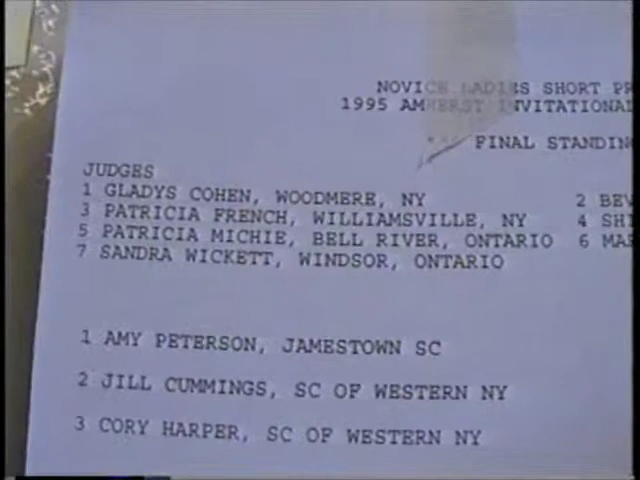 NOVICE LADIES SHORT PR
1995 AMHERST INVITATIONAL
FINAL STANDIN
JUDGES
1 GLADYS COHEN, WOODMERE, NY 2 BEV
3 PATRICIA FRENCH, WILLIAMSVILLE, NY 4 SHI
5 PATRICIA MICHIE, BELL RIVER, ONTARIO 6 MAR
7 SANDRA WICKETT, WINDSOR, ONTARIO
1 AMY PETERSON, JAMESTOWN SC
2 JILL CUMMINGS, SC OF WESTERN NY
3 CORY HARPER, SC OF WESTERN NY